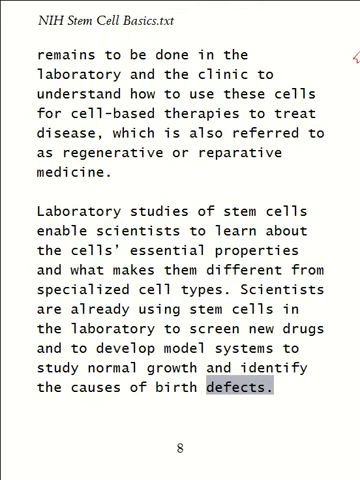 NIH Stem Cell Basics.txt
remains to be done in the
laboratory and the clinic to
understand how to use these cells
for cell-based therapies to treat
disease, which is also referred to
as regenerative or reparative
medicine.
Laboratory studies of stem cells
enable scientists to learn about
the cells’ essential properties
and what makes them different from
specialized cell types. Scientists
are already using stem cells in
the laboratory to screen new drugs
and to develop model systems to
study normal growth and identify
the causes of birth defects.
8